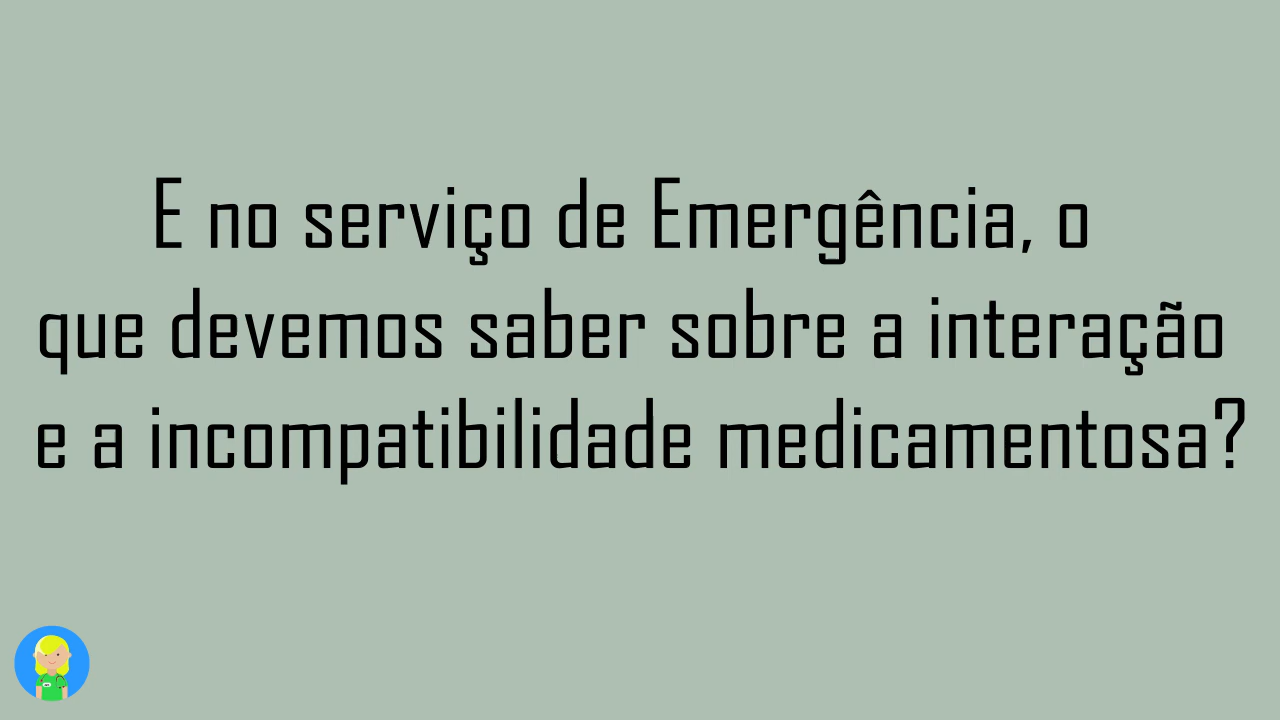 E no serviço de Emergência, o
que devemos saber sobre a interação
e a incompatibilidade medicamentosa?